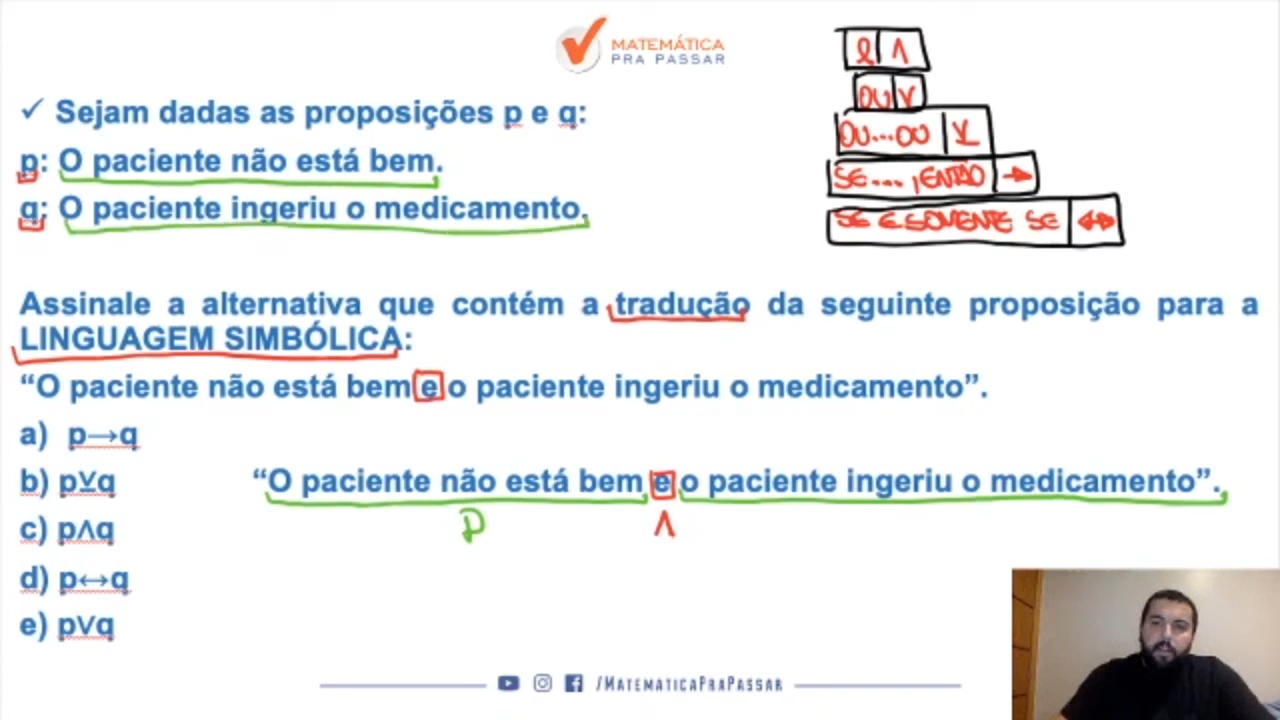 MATEMÁTICA
PRA PASSAR
✓ Sejam dadas as proposições p e q:
p: O paciente não está bem.
q: O paciente ingeriu o medicamento.
e ∧
OU ∨
OU...OU ⊻
SE..., ENTÃO →
SE E SOMENTE SE ↔
Assinale a alternativa que contém a tradução da seguinte proposição para a
LINGUAGEM SIMBÓLICA:
“O paciente não está bem e o paciente ingeriu o medicamento”.
a) p→q
b) p⊻q
“O paciente não está bem e o paciente ingeriu o medicamento”.
P ∧
c) p∧q
d) p↔q
e) p∨q
/MATEMATICAPRAPASSAR